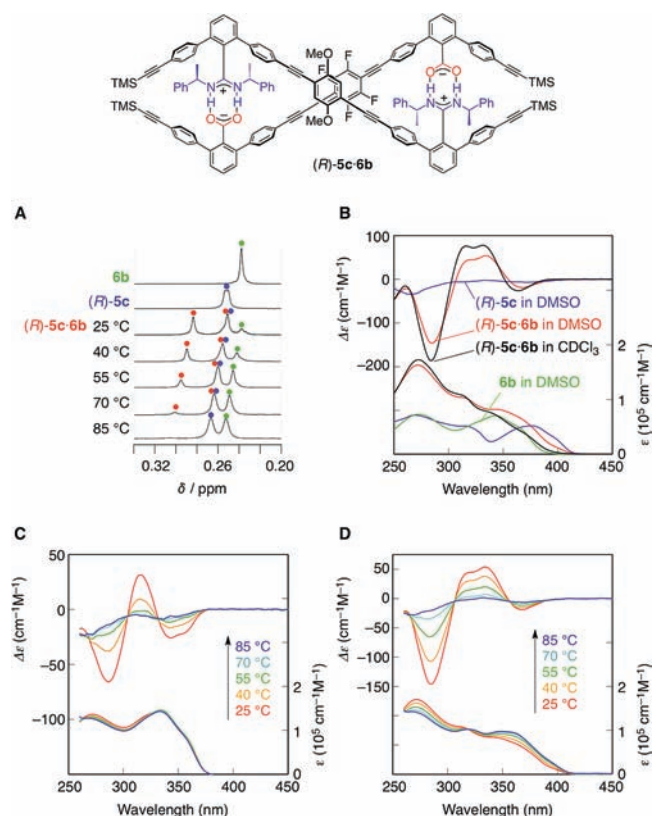 MeO F
F
TMS TMS
Ph N + N Ph
H H
O − O
TMS TMS
F
F
MeO
O − O
H H
Ph N + N Ph
(R)-5c·6b
A
6b
(R)-5c
(R)-5c·6b 25 °C
40 °C
55 °C
70 °C
85 °C
0.32 0.26 0.20
δ / ppm
B
100
0
−100
−200
Δε (cm⁻¹M⁻¹)
(R)-5c in DMSO
(R)-5c·6b in DMSO
(R)-5c·6b in CDCl₃
6b in DMSO
2
1
0
ε (10⁵ cm⁻¹M⁻¹)
250 300 350 400 450
Wavelength (nm)
C
50
0
−50
−100
Δε (cm⁻¹M⁻¹)
85 °C
70 °C
55 °C
40 °C
25 °C
2
1
0
ε (10⁵ cm⁻¹M⁻¹)
250 300 350 400 450
Wavelength (nm)
D
100
50
0
−50
−100
−150
Δε (cm⁻¹M⁻¹)
85 °C
70 °C
55 °C
40 °C
25 °C
2
1
0
ε (10⁵ cm⁻¹M⁻¹)
250 300 350 400 450
Wavelength (nm)